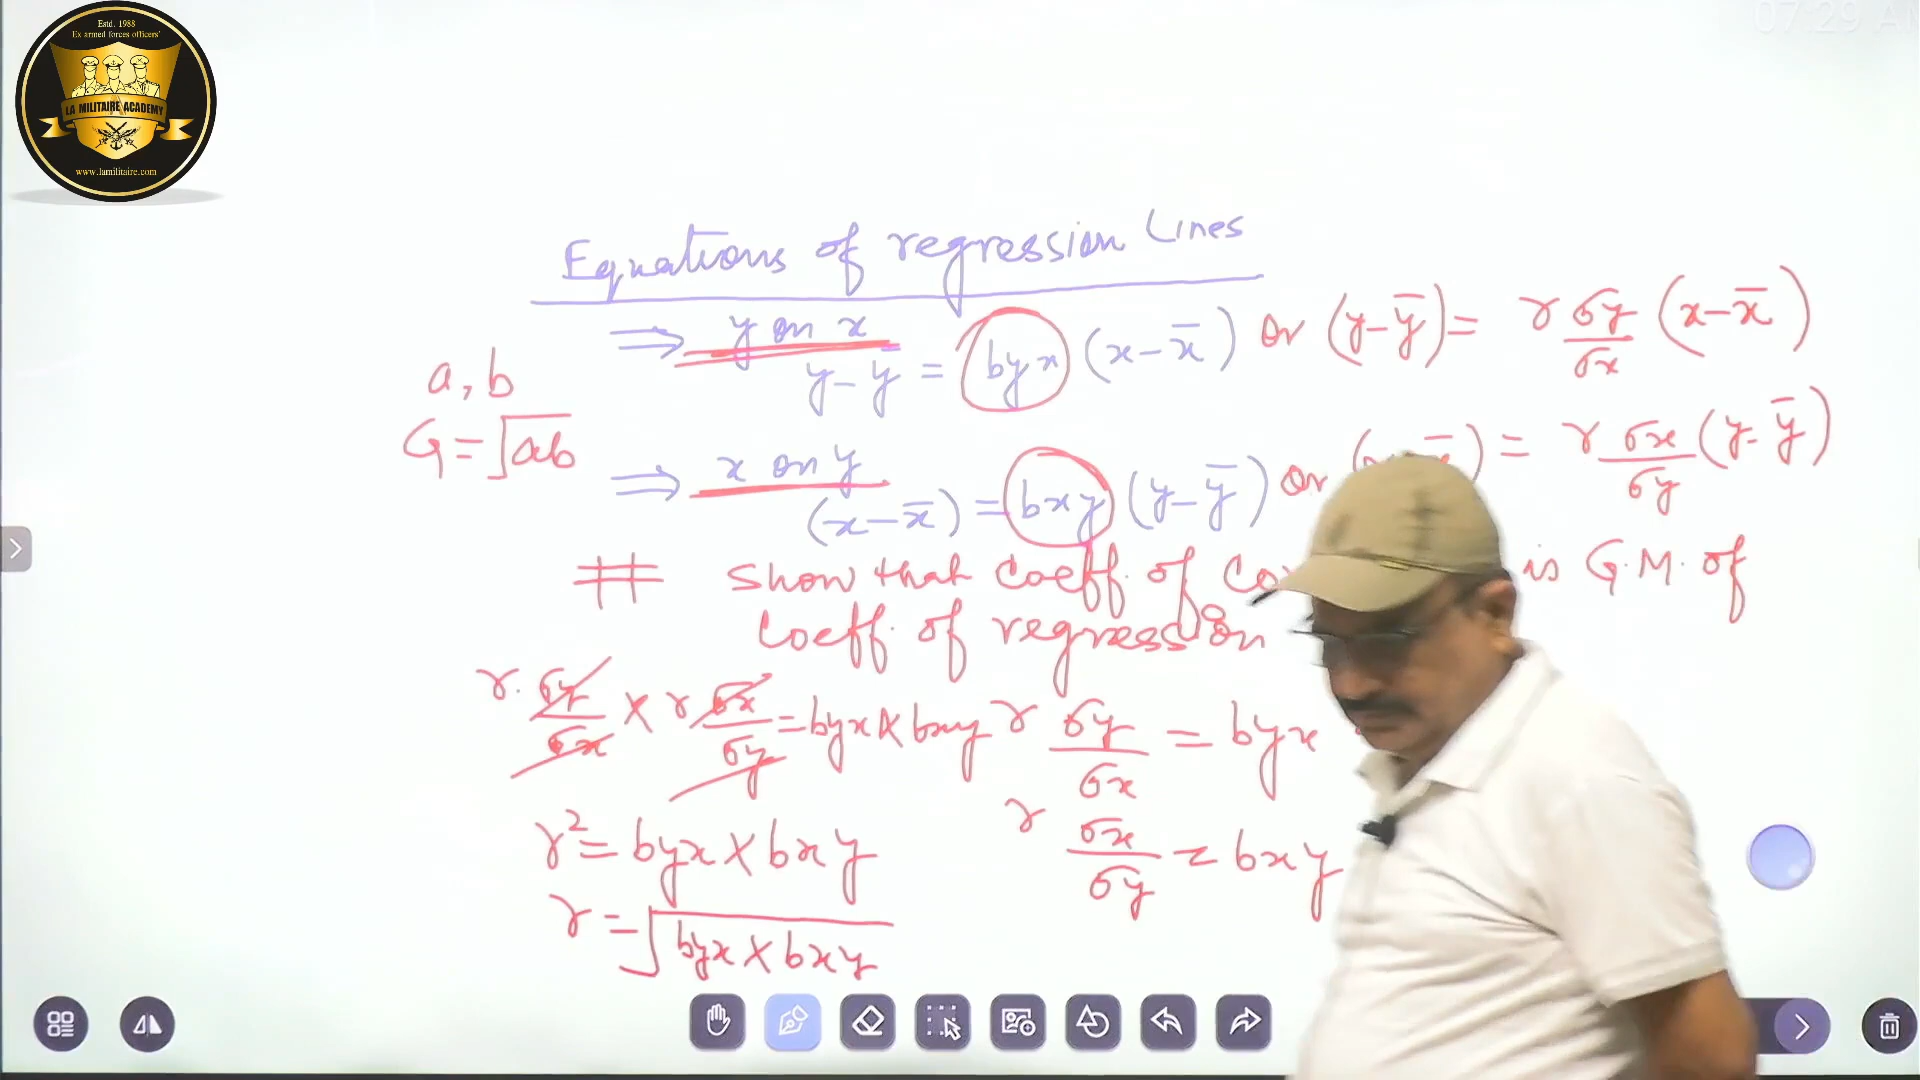 Estd. 1988
Ex armed forces officers'
LA MILITAIRE ACADEMY
www.lamilitaire.com
07:29
Equations of regression Lines
⇒ y on x
y-ȳ = byx (x-x̄) or (y-ȳ) = r σy/σx (x-x̄)
a, b
G = √ab
⇒ x on y
(x-x̄) = bxy (y-ȳ) or = r σx/σy (y-ȳ)
# Show that Coeff. of is G.M. of
Coeff. of regression
r. σy/σx × r σx/σy = byx × bxy
r σy/σx = byx
r² = byx × bxy
r σx/σy = bxy
r = √byx × bxy